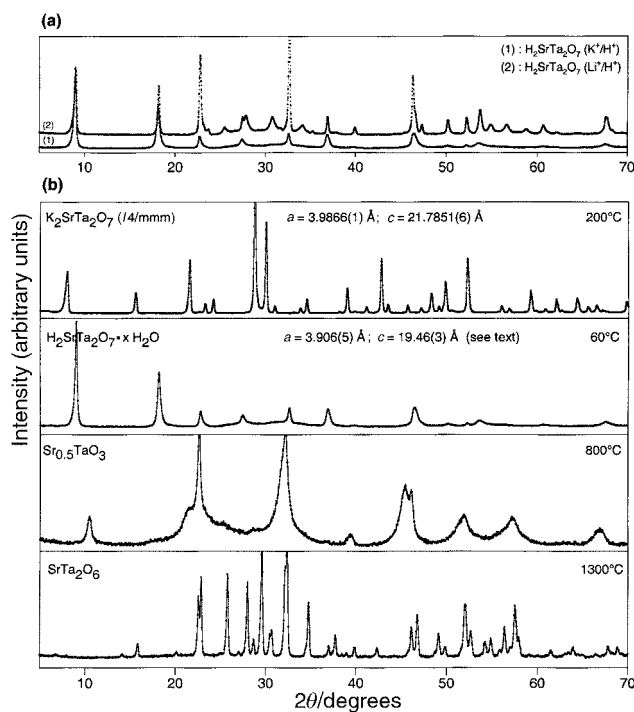 (a)
(1) : H₂SrTa₂O₇ (K⁺/H⁺)
(2) : H₂SrTa₂O₇ (Li⁺/H⁺)
(2)
(1)
10 20 30 40 50 60 70
(b)
K₂SrTa₂O₇ (I4/mmm) a = 3.9866(1) Å; c = 21.7851(6) Å 200°C
H₂SrTa₂O₇• x H₂O a = 3.906(5) Å; c = 19.46(3) Å (see text) 60°C
Sr₀.₅TaO₃ 800°C
SrTa₂O₆ 1300°C
Intensity (arbitrary units)
10 20 30 40 50 60 70
2θ/degrees